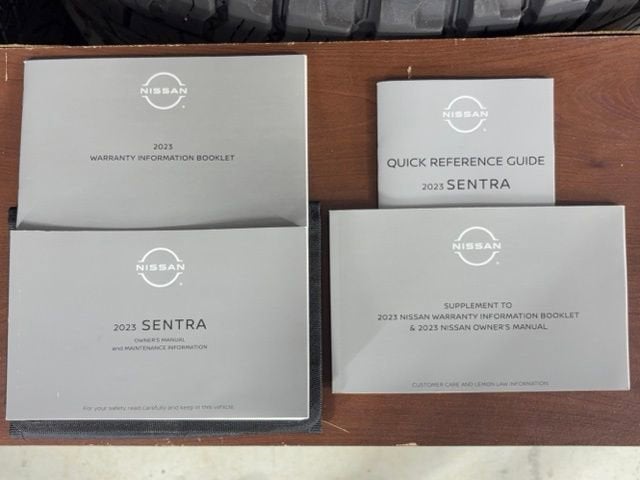 NISSAN
2023
WARRANTY INFORMATION BOOKLET
NISSAN
2023 SENTRA
OWNER'S MANUAL
and MAINTENANCE INFORMATION
For your safety, read carefully and keep in this vehicle.
NISSAN
QUICK REFERENCE GUIDE
2023 SENTRA
NISSAN
SUPPLEMENT TO
2023 NISSAN WARRANTY INFORMATION BOOKLET
& 2023 NISSAN OWNER'S MANUAL
CUSTOMER CARE AND LEMON LAW INFORMATION